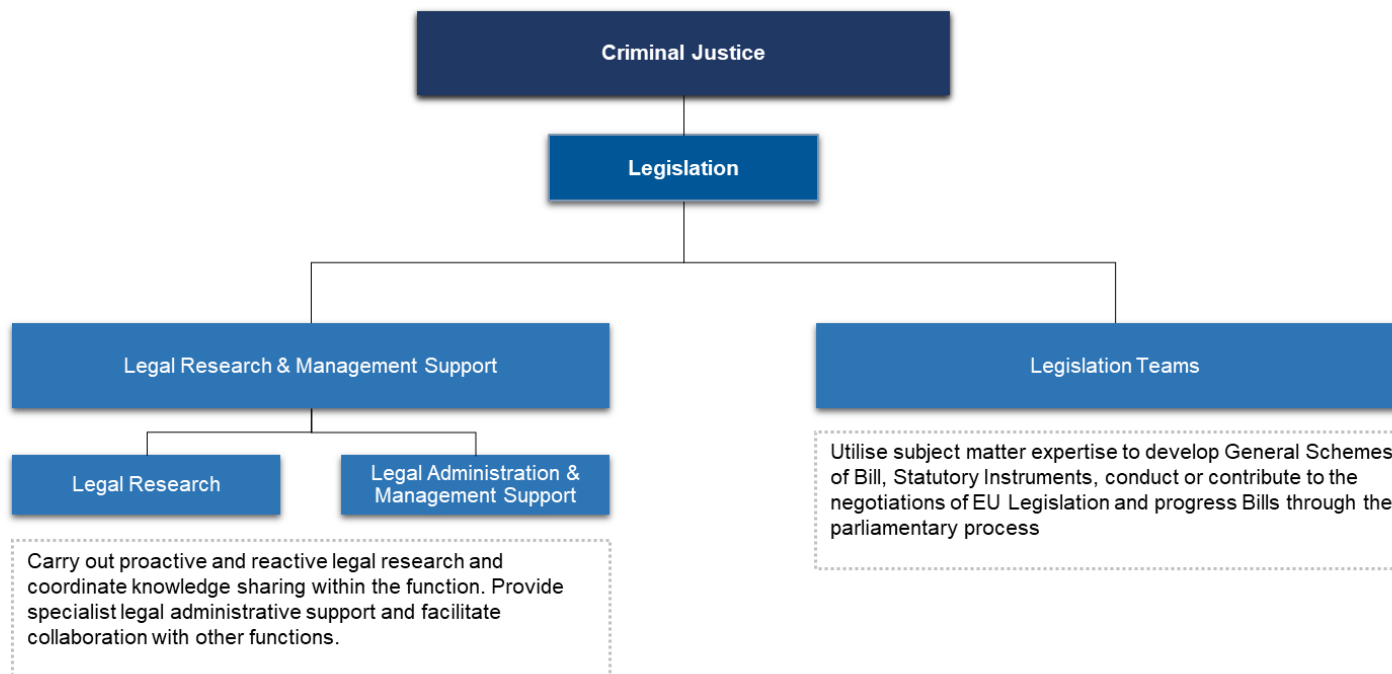 Criminal Justice
Legislation
Legal Research & Management Support
Legislation Teams
Legal Research
Legal Administration &
Management Support
Utilise subject matter expertise to develop General Schemes
of Bill, Statutory Instruments, conduct or contribute to the
negotiations of EU Legislation and progress Bills through the
parliamentary process
Carry out proactive and reactive legal research and
coordinate knowledge sharing within the function. Provide
specialist legal administrative support and facilitate
collaboration with other functions.